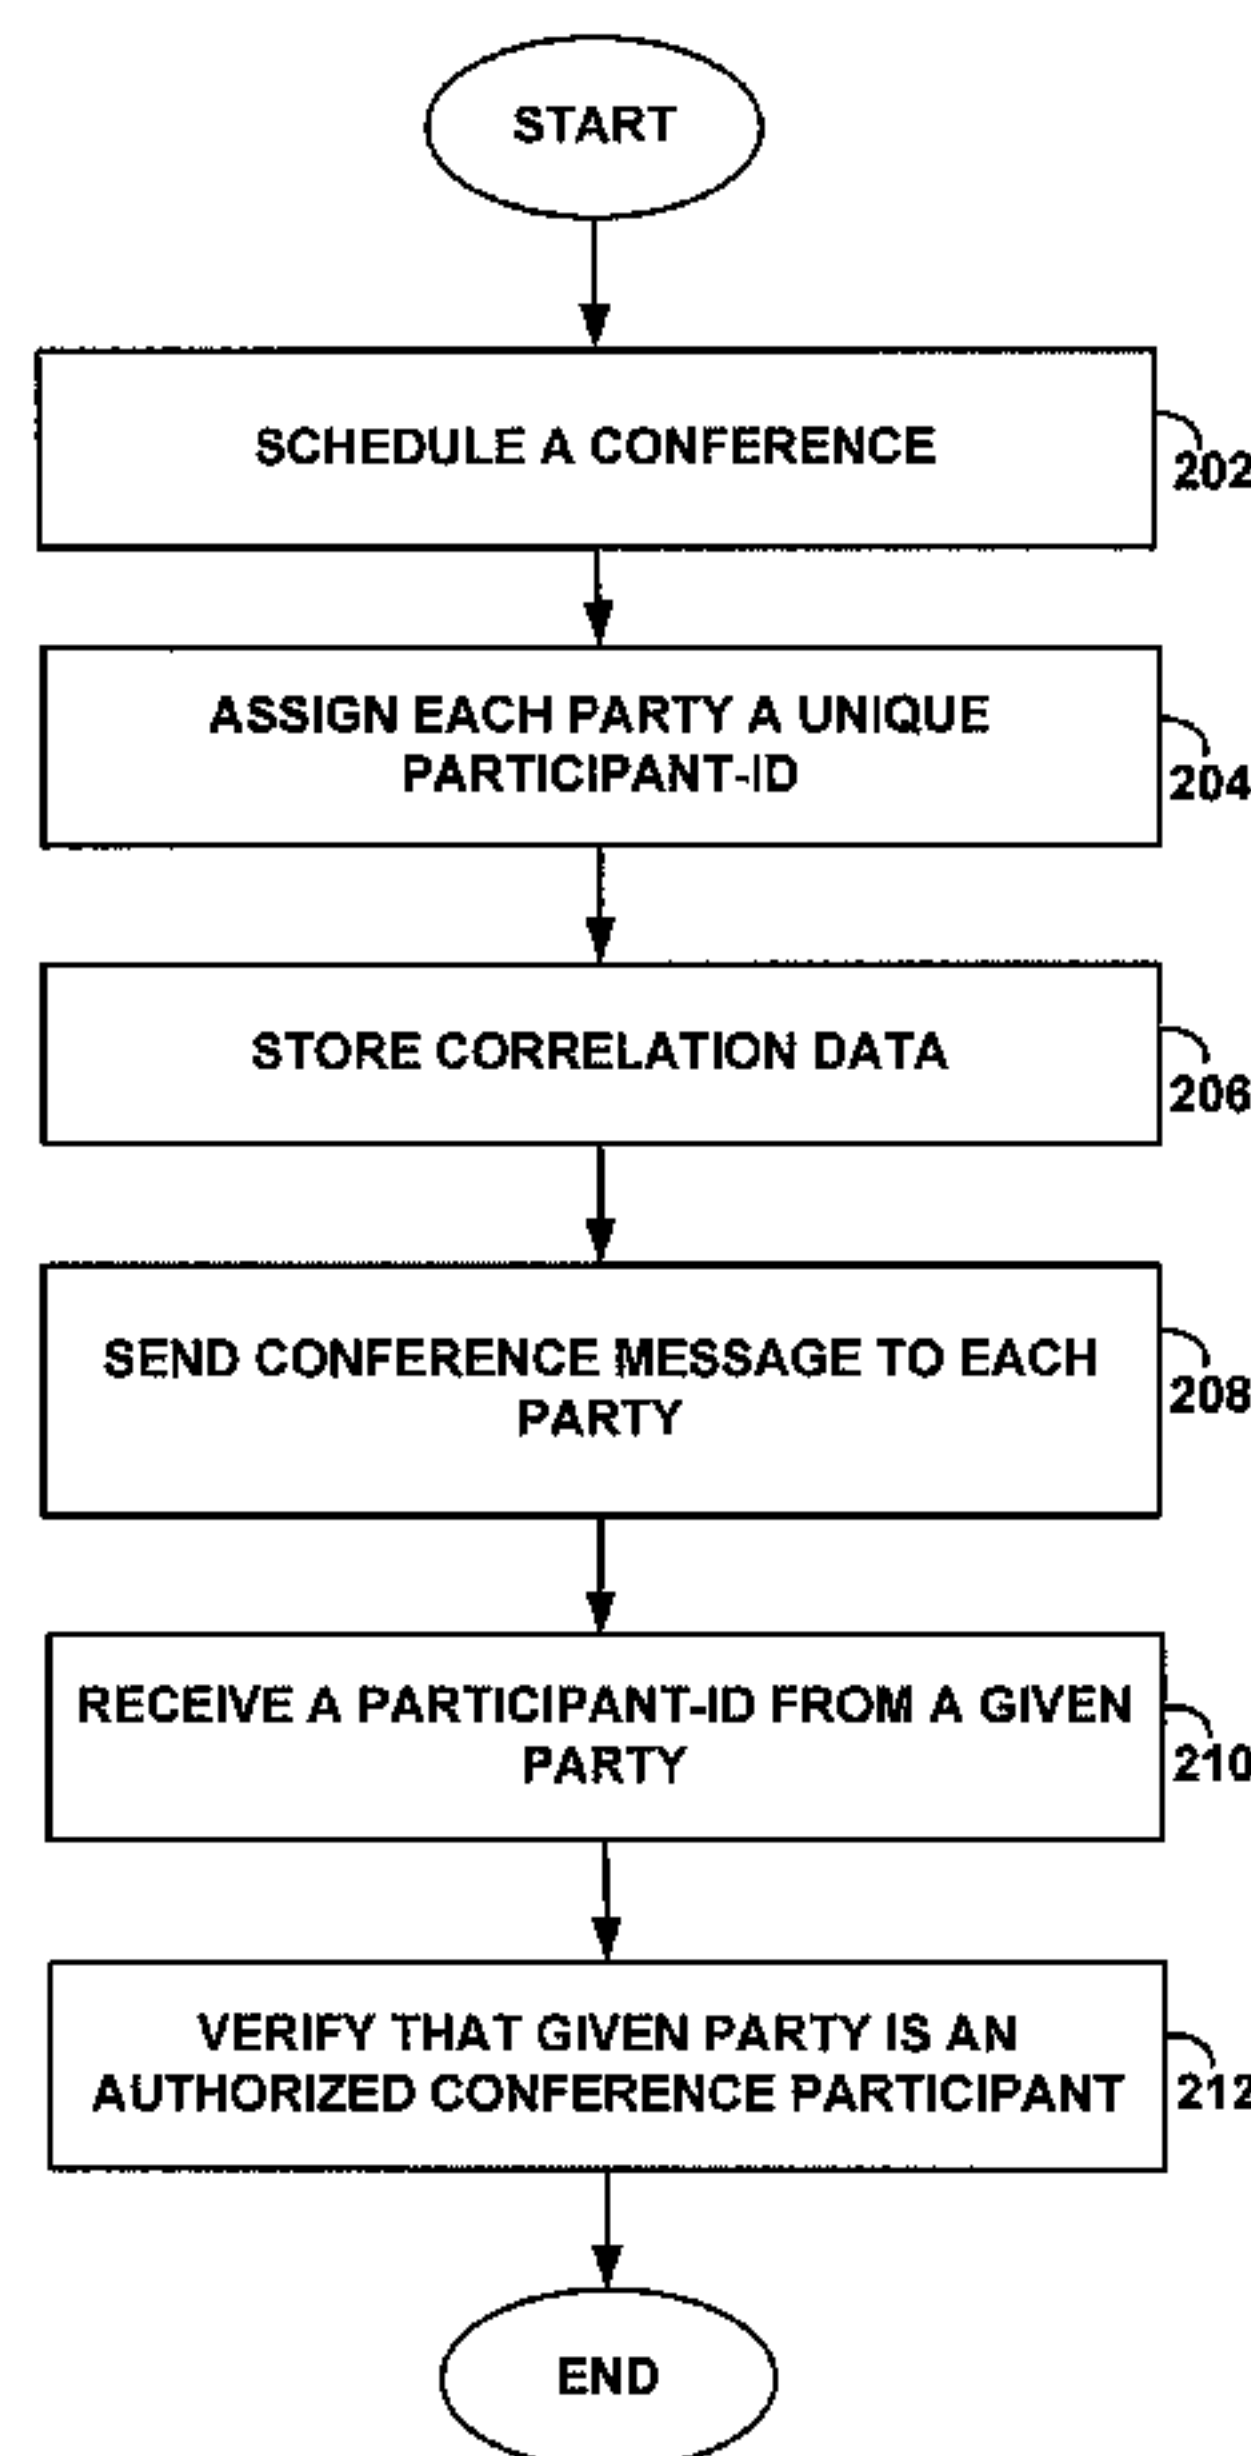 START
SCHEDULE A CONFERENCE
202
ASSIGN EACH PARTY A UNIQUE
PARTICIPANT-ID
204
STORE CORRELATION DATA
206
SEND CONFERENCE MESSAGE TO EACH
PARTY
208
RECEIVE A PARTICIPANT-ID FROM A GIVEN
PARTY
210
VERIFY THAT GIVEN PARTY IS AN
AUTHORIZED CONFERENCE PARTICIPANT
212
END